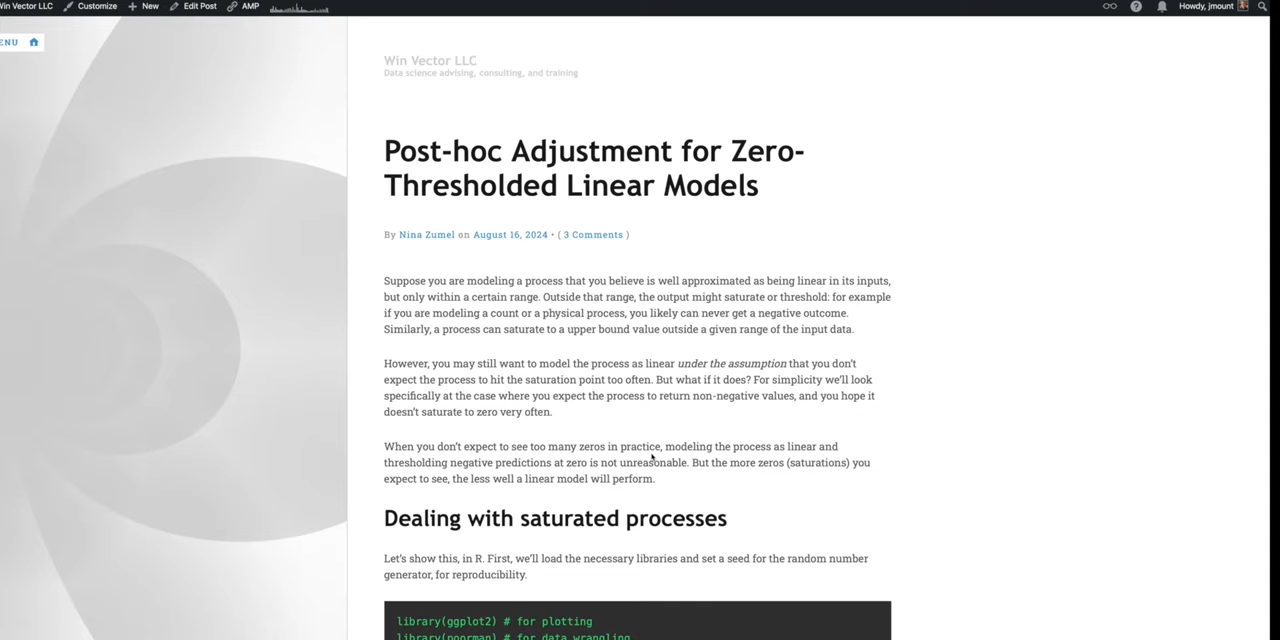 Win Vector LLC Customize New Edit Post AMP Howdy, jmount
ENU
Win Vector LLC
Data science advising, consulting, and training
Post-hoc Adjustment for Zero-
Thresholded Linear Models
By Nina Zumel on August 16, 2024 • ( 3 Comments )
Suppose you are modeling a process that you believe is well approximated as being linear in its inputs,
but only within a certain range. Outside that range, the output might saturate or threshold: for example
if you are modeling a count or a physical process, you likely can never get a negative outcome.
Similarly, a process can saturate to a upper bound value outside a given range of the input data.
However, you may still want to model the process as linear under the assumption that you don't
expect the process to hit the saturation point too often. But what if it does? For simplicity we'll look
specifically at the case where you expect the process to return non-negative values, and you hope it
doesn't saturate to zero very often.
When you don't expect to see too many zeros in practice, modeling the process as linear and
thresholding negative predictions at zero is not unreasonable. But the more zeros (saturations) you
expect to see, the less well a linear model will perform.
Dealing with saturated processes
Let's show this, in R. First, we'll load the necessary libraries and set a seed for the random number
generator, for reproducibility.
library(ggplot2) # for plotting
library(poorman) # for data wrangling